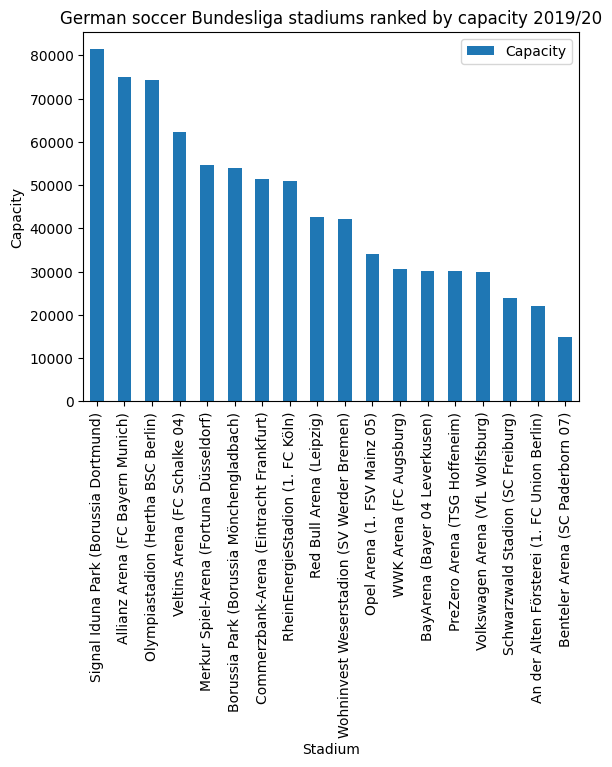 German soccer Bundesliga stadiums ranked by capacity 2019/20
Capacity
80000
70000
60000
50000
40000
30000
20000
10000
0
Capacity
Signal Iduna Park (Borussia Dortmund)
Allianz Arena (FC Bayern Munich)
Olympiastadion (Hertha BSC Berlin)
Veltins Arena (FC Schalke 04)
Merkur Spiel-Arena (Fortuna Düsseldorf)
Borussia Park (Borussia Mönchengladbach)
Commerzbank-Arena (Eintracht Frankfurt)
RheinEnergieStadion (1. FC Köln)
Red Bull Arena (Leipzig)
Wohninvest Weserstadion (SV Werder Bremen)
Opel Arena (1. FSV Mainz 05)
WWK Arena (FC Augsburg)
BayArena (Bayer 04 Leverkusen)
PreZero Arena (TSG Hoffeneim)
Volkswagen Arena (VfL Wolfsburg)
Schwarzwald Stadion (SC Freiburg)
An der Alten Försterei (1. FC Union Berlin)
Benteler Arena (SC Paderborn 07)
Stadium